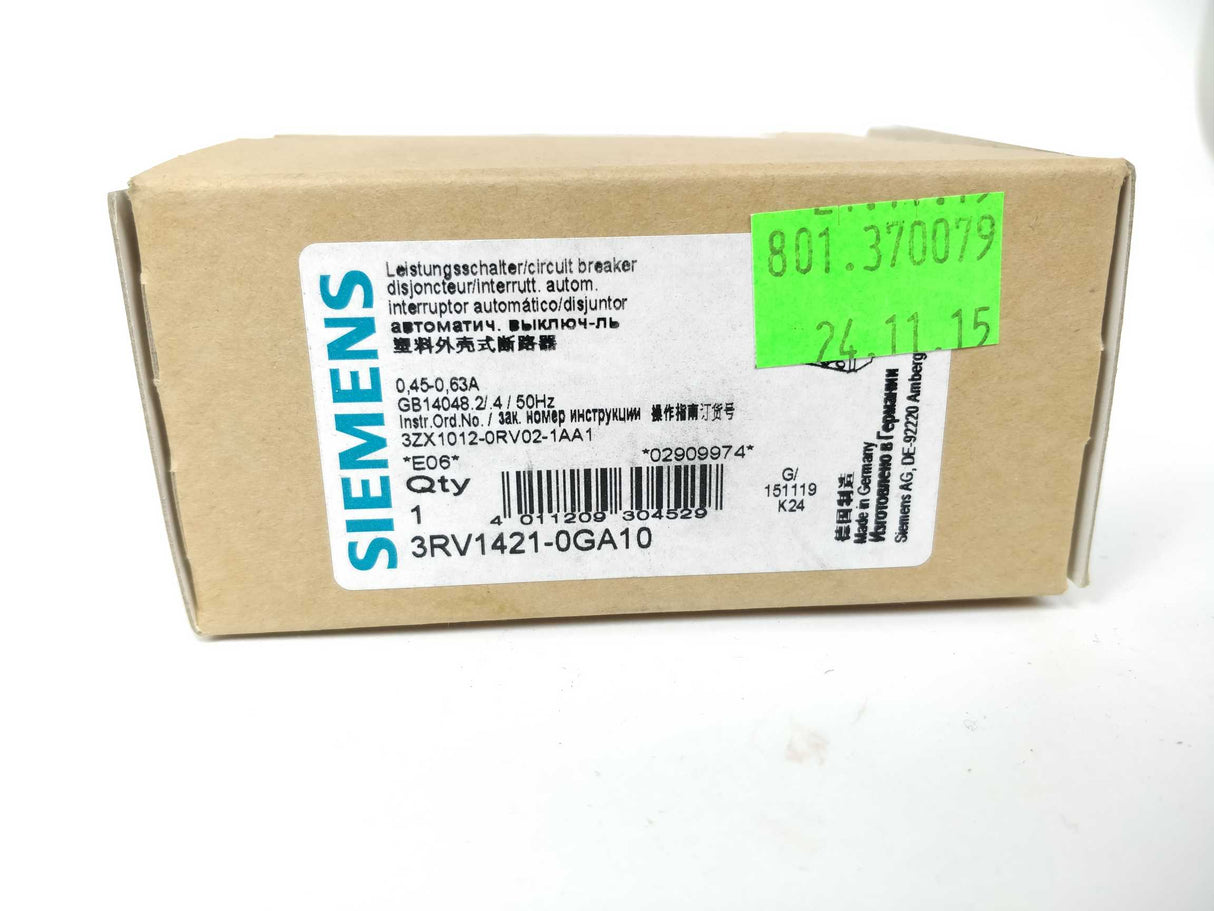 SIEMENS
Leistungsschalter/circuit breaker
disjoncteur/interrutt. autom.
interruptor automático/disjuntor
автоматич. выключ-ль
塑料外壳式断路器
0,45-0,63A
GB14048.2/.4 / 50Hz
Instr.Ord.No. / зак. номер инструкции 操作指南订货号
3ZX1012-0RV02-1AA1
*E06* *02909974*
Qty
1
4 011209 304529
3RV1421-0GA10
G/
151119
K24
德国制造
Made in Germany
Изготовлено в Германии
Siemens AG, DE-92220 Amberg
801.370079
24.11.15